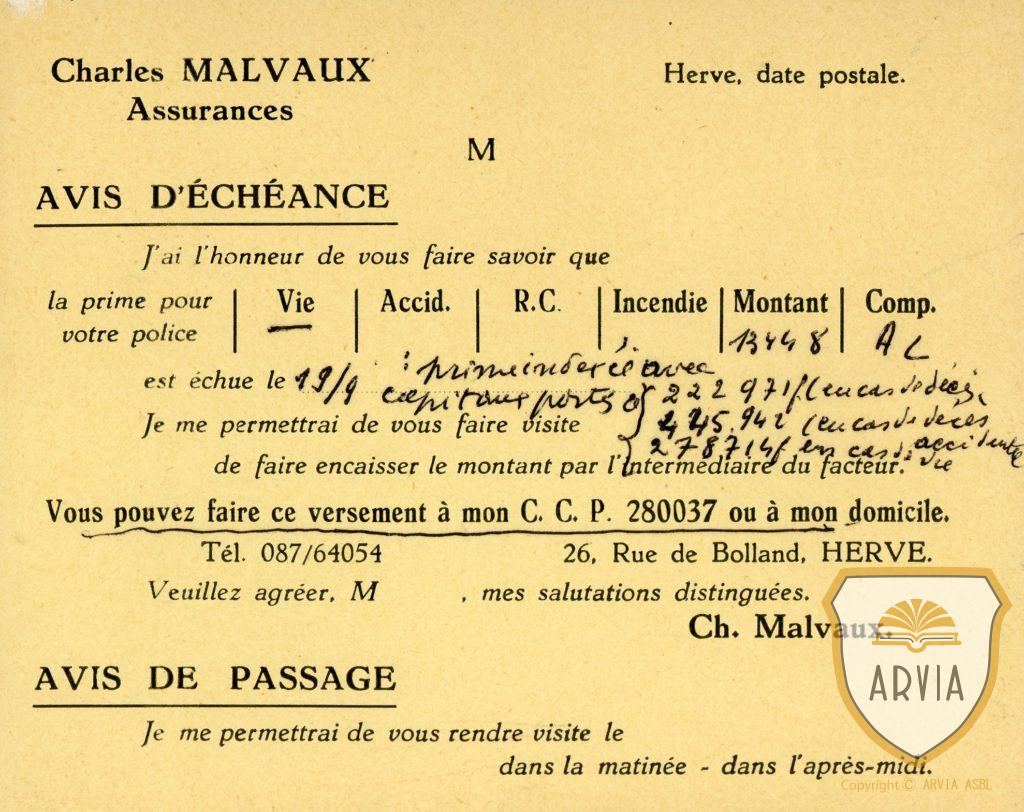 Charles MALVAUX
Assurances
Herve, date postale.
M
AVIS D'ÉCHÉANCE
J'ai l'honneur de vous faire savoir que
la prime pour votre police | Vie | Accid. | R.C. | Incendie | Montant | Comp.
13448 AL
est échue le 19/9 : prime indexée avec
capitaux portés à } 222 971f (en cas de décès,
Je me permettrai de vous faire visite
445.942 (en cas de décès accidentel
278714f en cas de vie
de faire encaisser le montant par l'intermédiaire du facteur.
Vous pouvez faire ce versement à mon C. C. P. 280037 ou à mon domicile.
Tél. 087/64054 26, Rue de Bolland, HERVE.
Veuillez agréer, M , mes salutations distinguées.
Ch. Malvaux.
AVIS DE PASSAGE
Je me permettrai de vous rendre visite le
dans la matinée - dans l'après-midi.
ARVIA
Copyright © ARVIA ASBL